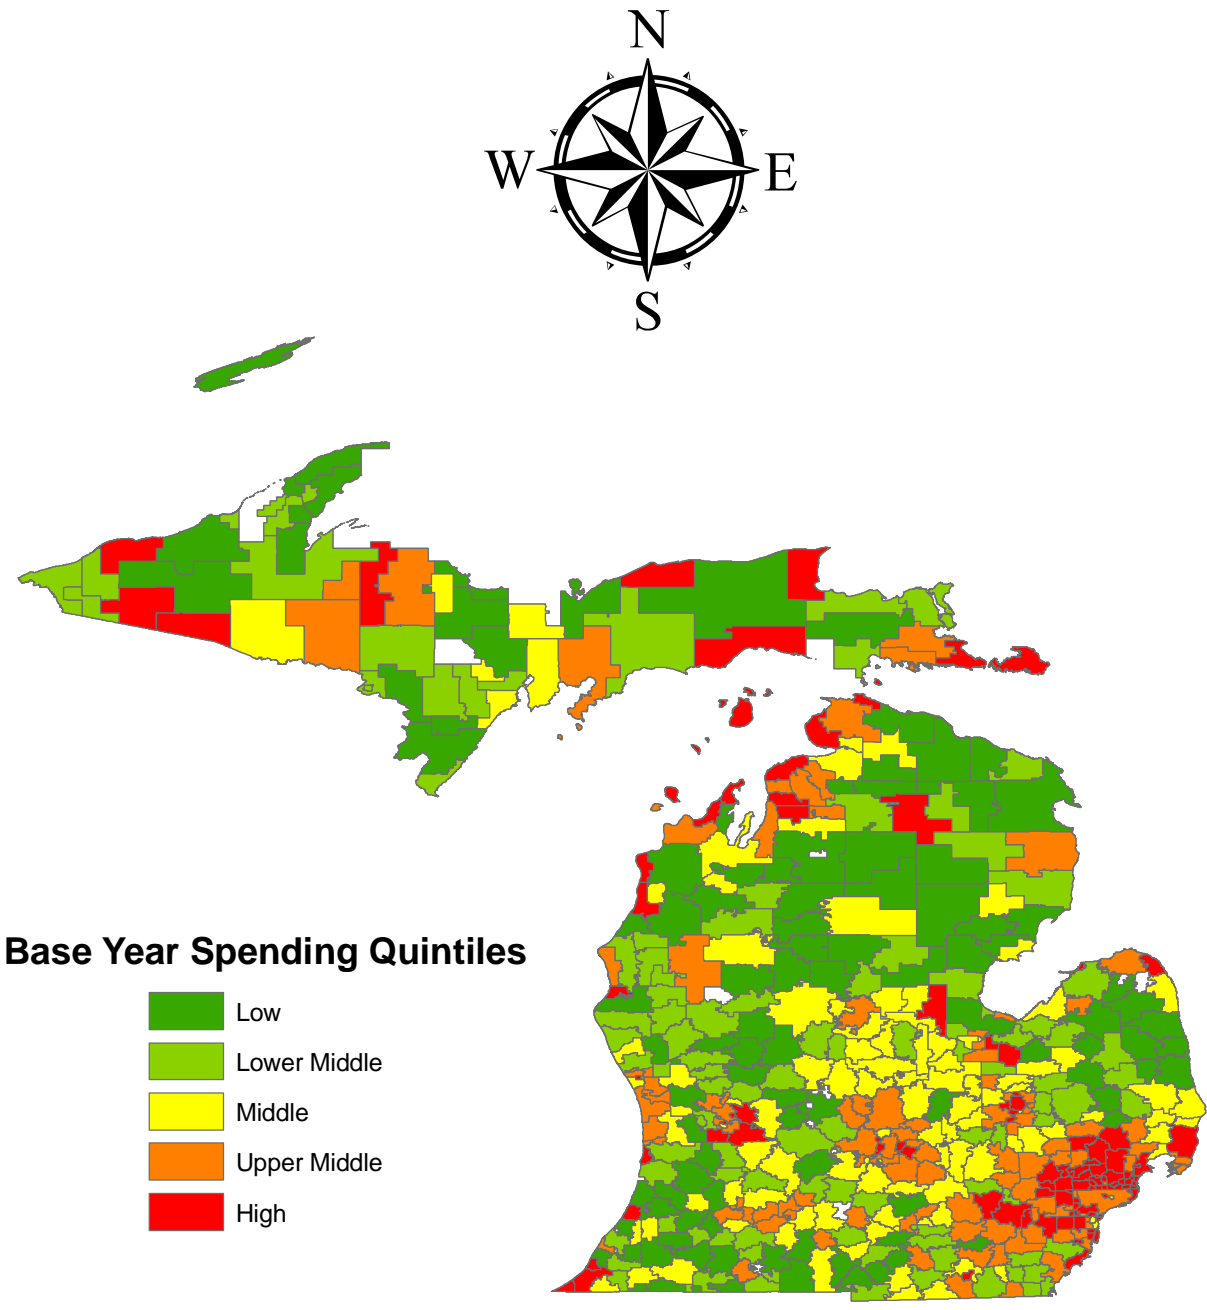 N
W
E
S
Base Year Spending Quintiles
Low
Lower Middle
Middle
Upper Middle
High